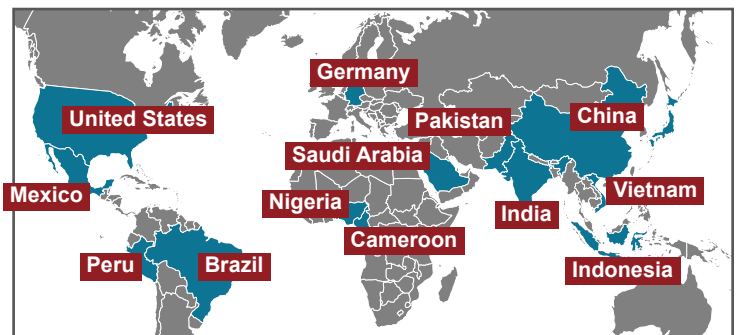 Germany
United States
Pakistan
China
Saudi Arabia
Mexico
Nigeria
India
Vietnam
Cameroon
Peru
Brazil
Indonesia